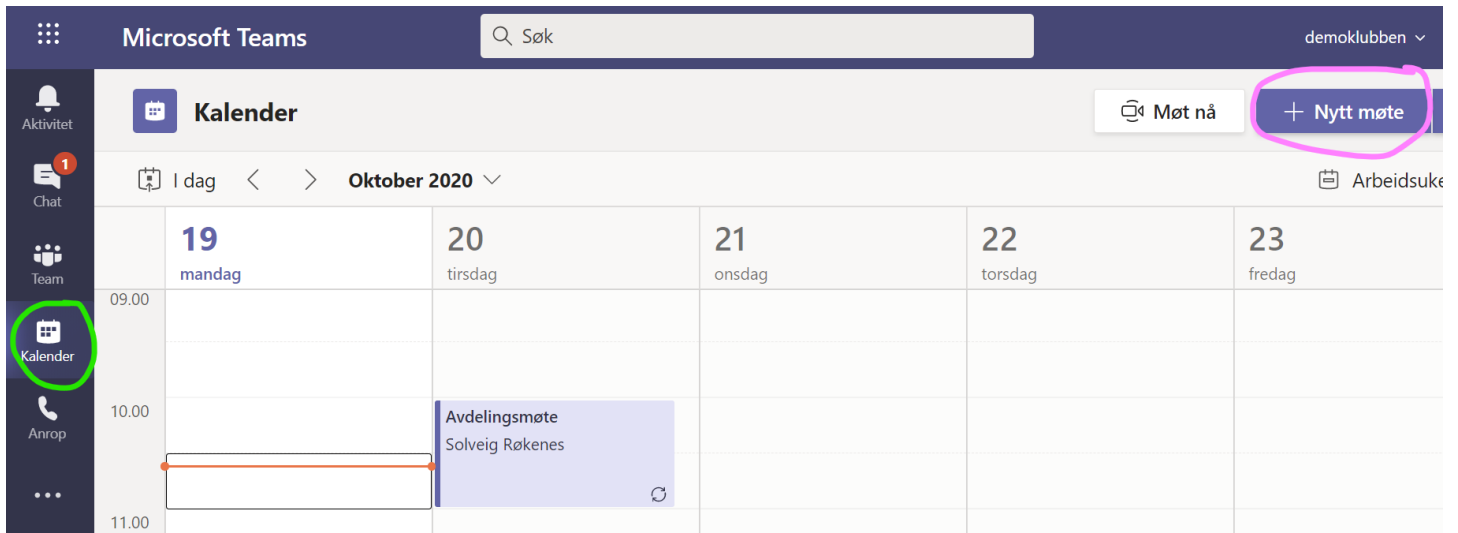 Microsoft Teams
Søk
demoklubben
Aktivitet
1
Chat
Team
Kalender
Anrop
Kalender
Møt nå
+ Nytt møte
I dag
Oktober 2020
Arbeidsuke
19
mandag
20
tirsdag
21
onsdag
22
torsdag
23
fredag
09.00
10.00
11.00
Avdelingsmøte
Solveig Røkenes